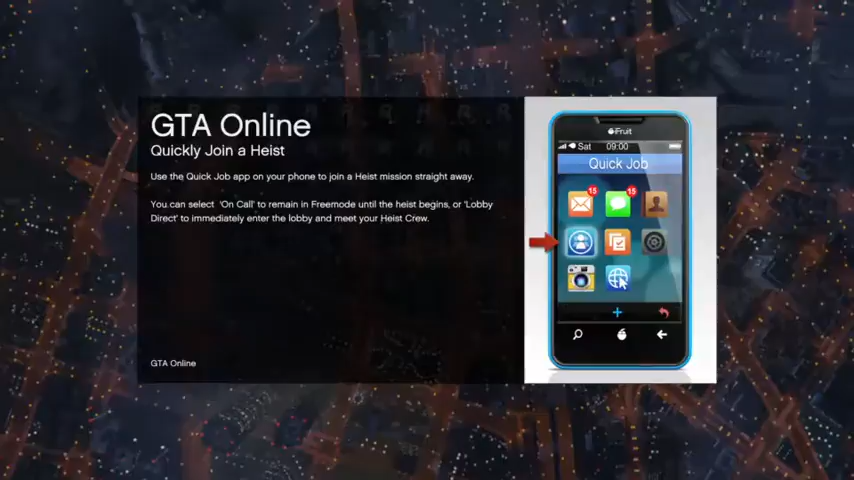 GTA Online
Quickly Join a Heist
Use the Quick Job app on your phone to join a Heist mission straight away.
You can select 'On Call' to remain in Freemode until the heist begins, or 'Lobby
Direct' to immediately enter the lobby and meet your Heist Crew.
GTA Online
iFruit
Sat 09:00
Quick Job
15 15